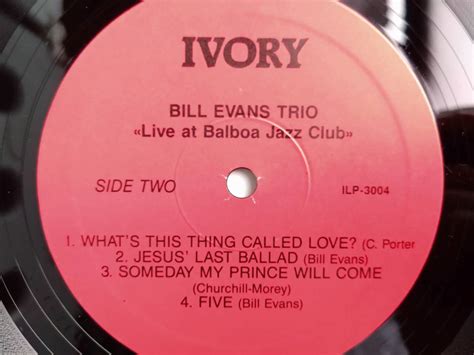 IVORY
BILL EVANS TRIO
«Live at Balboa Jazz Club»
SIDE TWO
ILP-3004
1. WHAT'S THIS THING CALLED LOVE? (C. Porter
2. JESUS' LAST BALLAD (Bill Evans)
3. SOMEDAY MY PRINCE WILL COME
(Churchill-Morey)
4. FIVE (Bill Evans)